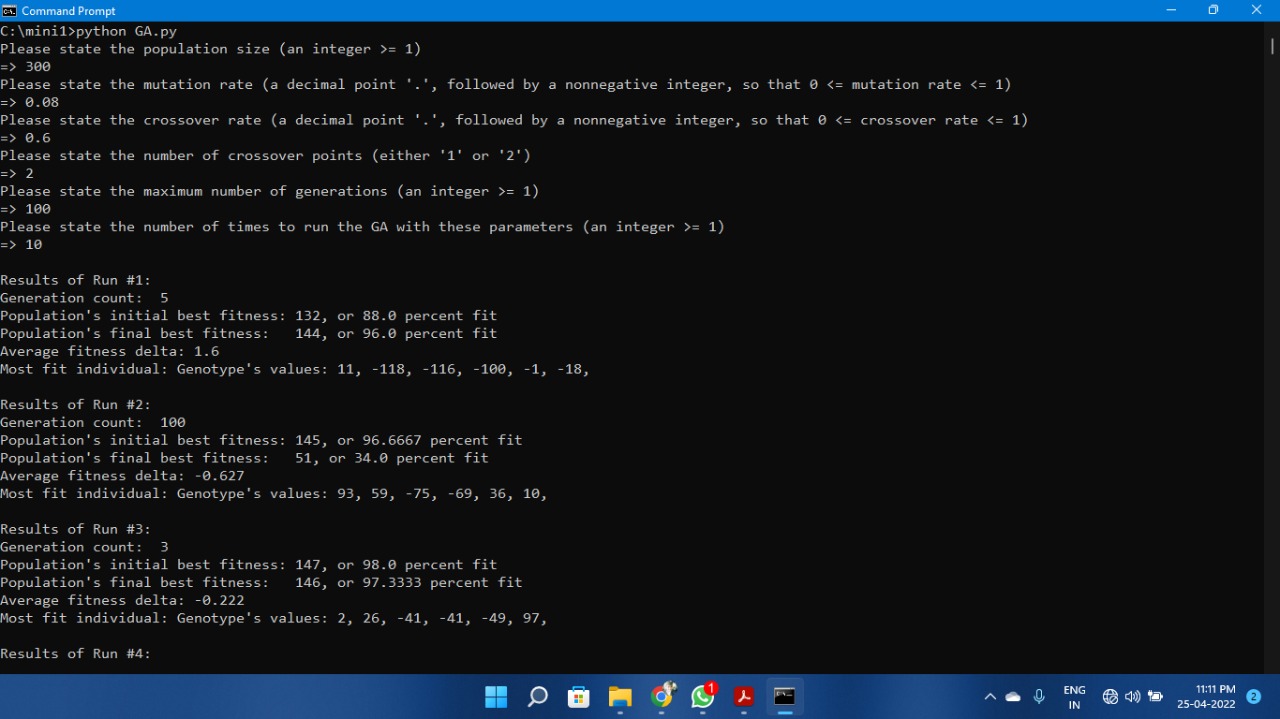 Command Prompt
C:\mini1>python GA.py
Please state the population size (an integer >= 1)
=> 300
Please state the mutation rate (a decimal point '.', followed by a nonnegative integer, so that 0 <= mutation rate <= 1)
=> 0.08
Please state the crossover rate (a decimal point '.', followed by a nonnegative integer, so that 0 <= crossover rate <= 1)
=> 0.6
Please state the number of crossover points (either '1' or '2')
=> 2
Please state the maximum number of generations (an integer >= 1)
=> 100
Please state the number of times to run the GA with these parameters (an integer >= 1)
=> 10
Results of Run #1:
Generation count:  5
Population's initial best fitness: 132, or 88.0 percent fit
Population's final best fitness:   144, or 96.0 percent fit
Average fitness delta: 1.6
Most fit individual: Genotype's values: 11, -118, -116, -100, -1, -18,
Results of Run #2:
Generation count:  100
Population's initial best fitness: 145, or 96.6667 percent fit
Population's final best fitness:   51, or 34.0 percent fit
Average fitness delta: -0.627
Most fit individual: Genotype's values: 93, 59, -75, -69, 36, 10,
Results of Run #3:
Generation count:  3
Population's initial best fitness: 147, or 98.0 percent fit
Population's final best fitness:   146, or 97.3333 percent fit
Average fitness delta: -0.222
Most fit individual: Genotype's values: 2, 26, -41, -41, -49, 97,
Results of Run #4:
1
ENG
IN
11:11 PM
25-04-2022
2